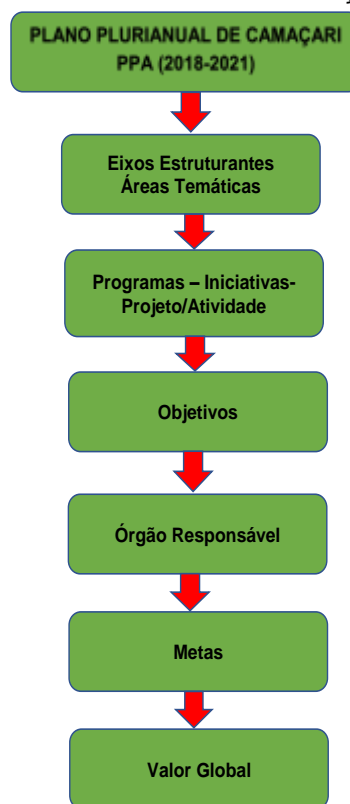 PLANO PLURIANUAL DE CAMAÇARI
PPA (2018-2021)
Eixos Estruturantes
Áreas Temáticas
Programas – Iniciativas-
Projeto/Atividade
Objetivos
Órgão Responsável
Metas
Valor Global